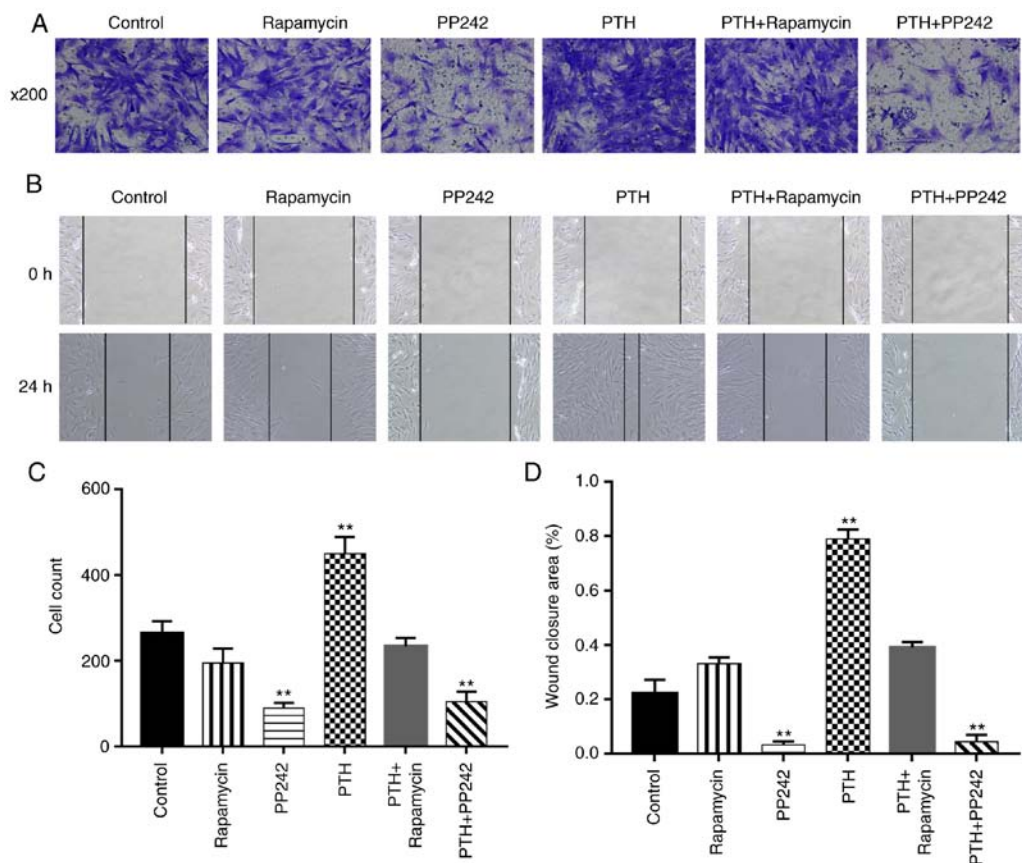 A
Control Rapamycin PP242 PTH PTH+Rapamycin PTH+PP242
x200
B
Control Rapamycin PP242 PTH PTH+Rapamycin PTH+PP242
0 h
24 h
C
Cell count
600
400
200
0
**
**
**
Control
Rapamycin
PP242
PTH
PTH+
Rapamycin
PTH+PP242
D
Wound closure area (%)
1.0
0.8
0.6
0.4
0.2
0.0
**
**
**
Control
Rapamycin
PP242
PTH
PTH+
Rapamycin
PTH+PP242